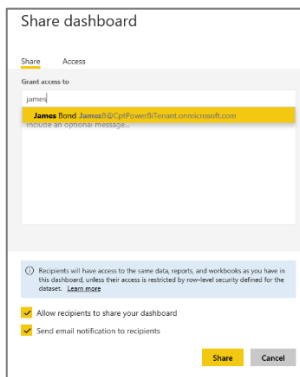 Share dashboard
Share Access
Grant access to
james
James Bond JamesB@CptPowerBiTenant.onmicrosoft.com
Include an optional message...
Recipients will have access to the same data, reports, and workbooks as you have in
this dashboard, unless their access is restricted by row-level security defined for the
dataset. Learn more
Allow recipients to share your dashboard
Send email notification to recipients
Share Cancel